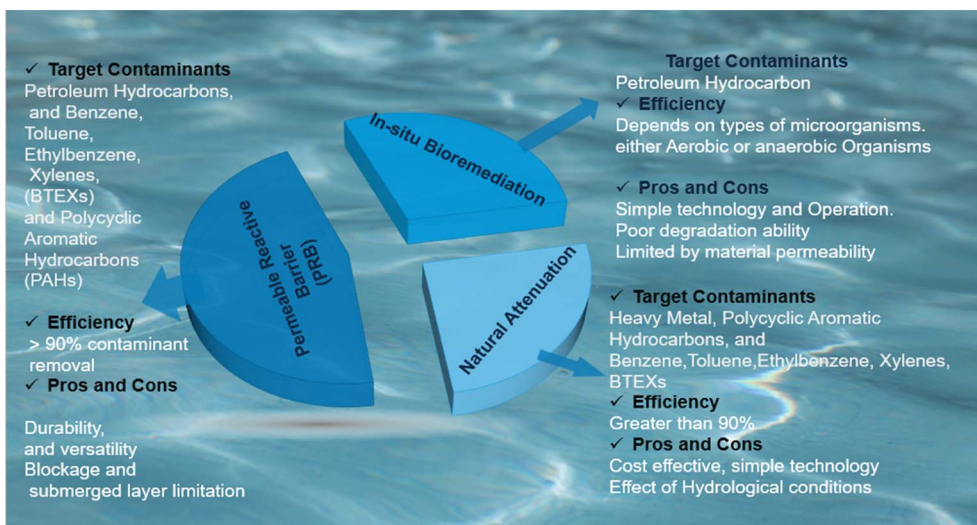 ✓ Target Contaminants
Petroleum Hydrocarbons,
and Benzene,
Toluene,
Ethylbenzene,
Xylenes,
(BTEXs)
and Polycyclic
Aromatic
Hydrocarbons
(PAHs)
✓ Efficiency
> 90% contaminant
removal
✓ Pros and Cons
Durability,
and versatility
Blockage and
submerged layer limitation
Permeable Reactive
Barrier
(PRB)
In-situ Bioremediation
Natural Attenuation
Target Contaminants
Petroleum Hydrocarbon
✓ Efficiency
Depends on types of microorganisms.
either Aerobic or anaerobic Organisms
✓ Pros and Cons
Simple technology and Operation.
Poor degradation ability
Limited by material permeability
✓ Target Contaminants
Heavy Metal, Polycyclic Aromatic
Hydrocarbons, and
Benzene,Toluene,Ethylbenzene, Xylenes,
BTEXs
✓ Efficiency
Greater than 90%
✓ Pros and Cons
Cost effective, simple technology
Effect of Hydrological conditions